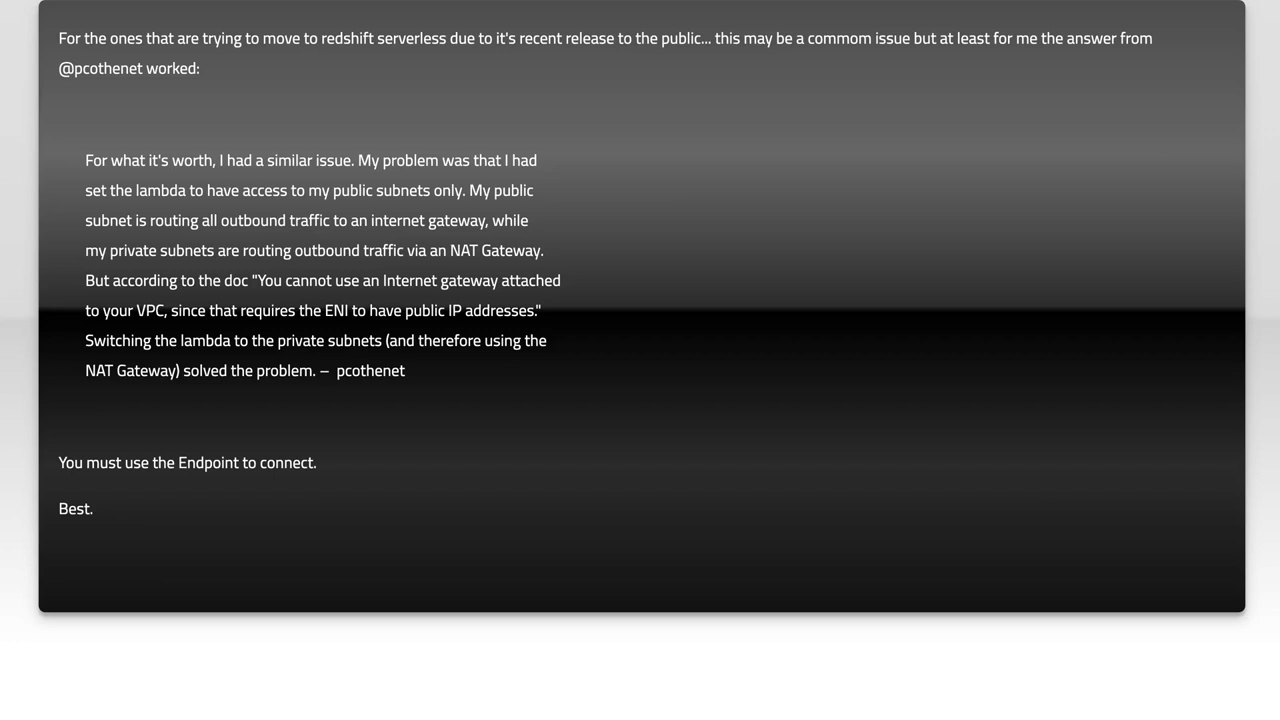 For the ones that are trying to move to redshift serverless due to it's recent release to the public... this may be a commom issue but at least for me the answer from
@pcothenet worked:
For what it's worth, I had a similar issue. My problem was that I had
set the lambda to have access to my public subnets only. My public
subnet is routing all outbound traffic to an internet gateway, while
my private subnets are routing outbound traffic via an NAT Gateway.
But according to the doc "You cannot use an Internet gateway attached
to your VPC, since that requires the ENI to have public IP addresses."
Switching the lambda to the private subnets (and therefore using the
NAT Gateway) solved the problem. – pcothenet
You must use the Endpoint to connect.
Best.